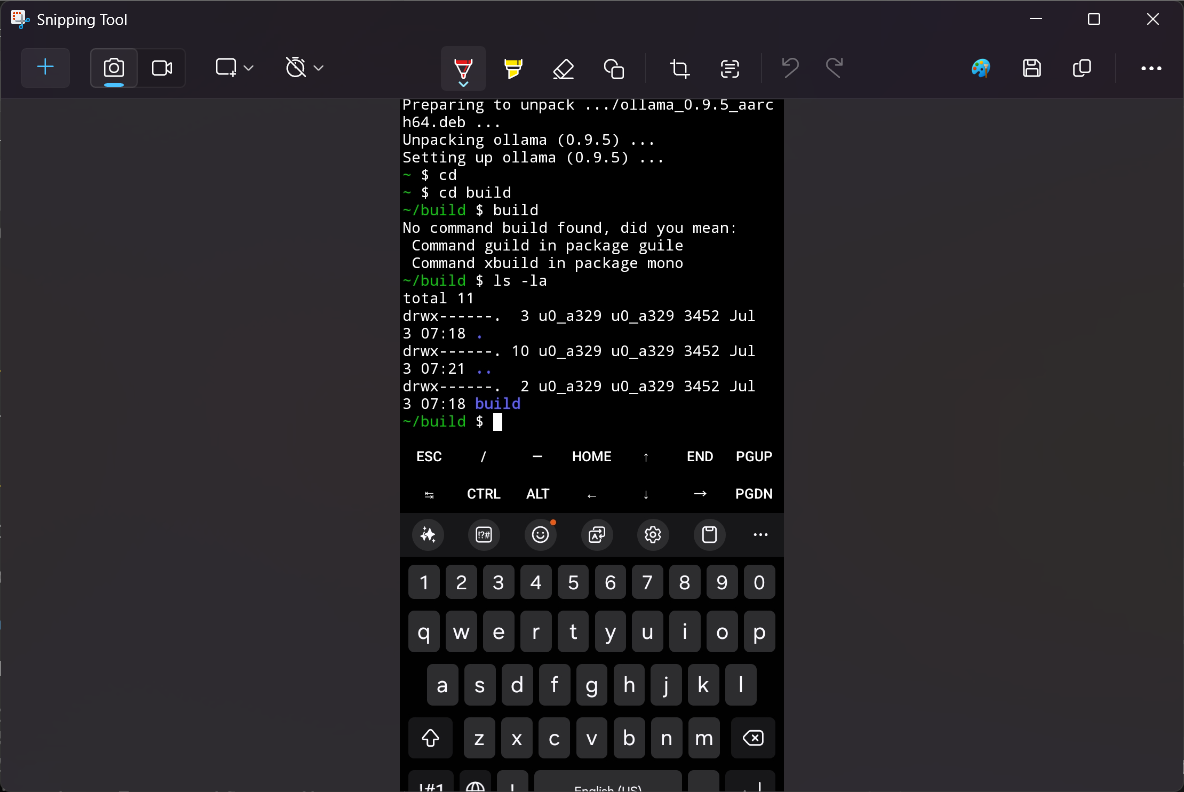 Snipping Tool
Preparing to unpack .../ollama_0.9.5_aarc
h64.deb ...
Unpacking ollama (0.9.5) ...
Setting up ollama (0.9.5) ...
~ $ cd
~ $ cd build
~/build $ build
No command build found, did you mean:
 Command guild in package guile
 Command xbuild in package mono
~/build $ ls -la
total 11
drwx------.  3 u0_a329 u0_a329 3452 Jul
3 07:18 .
drwx------. 10 u0_a329 u0_a329 3452 Jul
3 07:21 ..
drwx------.  2 u0_a329 u0_a329 3452 Jul
3 07:18 build
~/build $
ESC / — HOME ↑ END PGUP
↹ CTRL ALT ← ↓ → PGDN
!?#
1 2 3 4 5 6 7 8 9 0
q w e r t y u i o p
a s d f g h j k l
z x c v b n m
!#1 English (US)